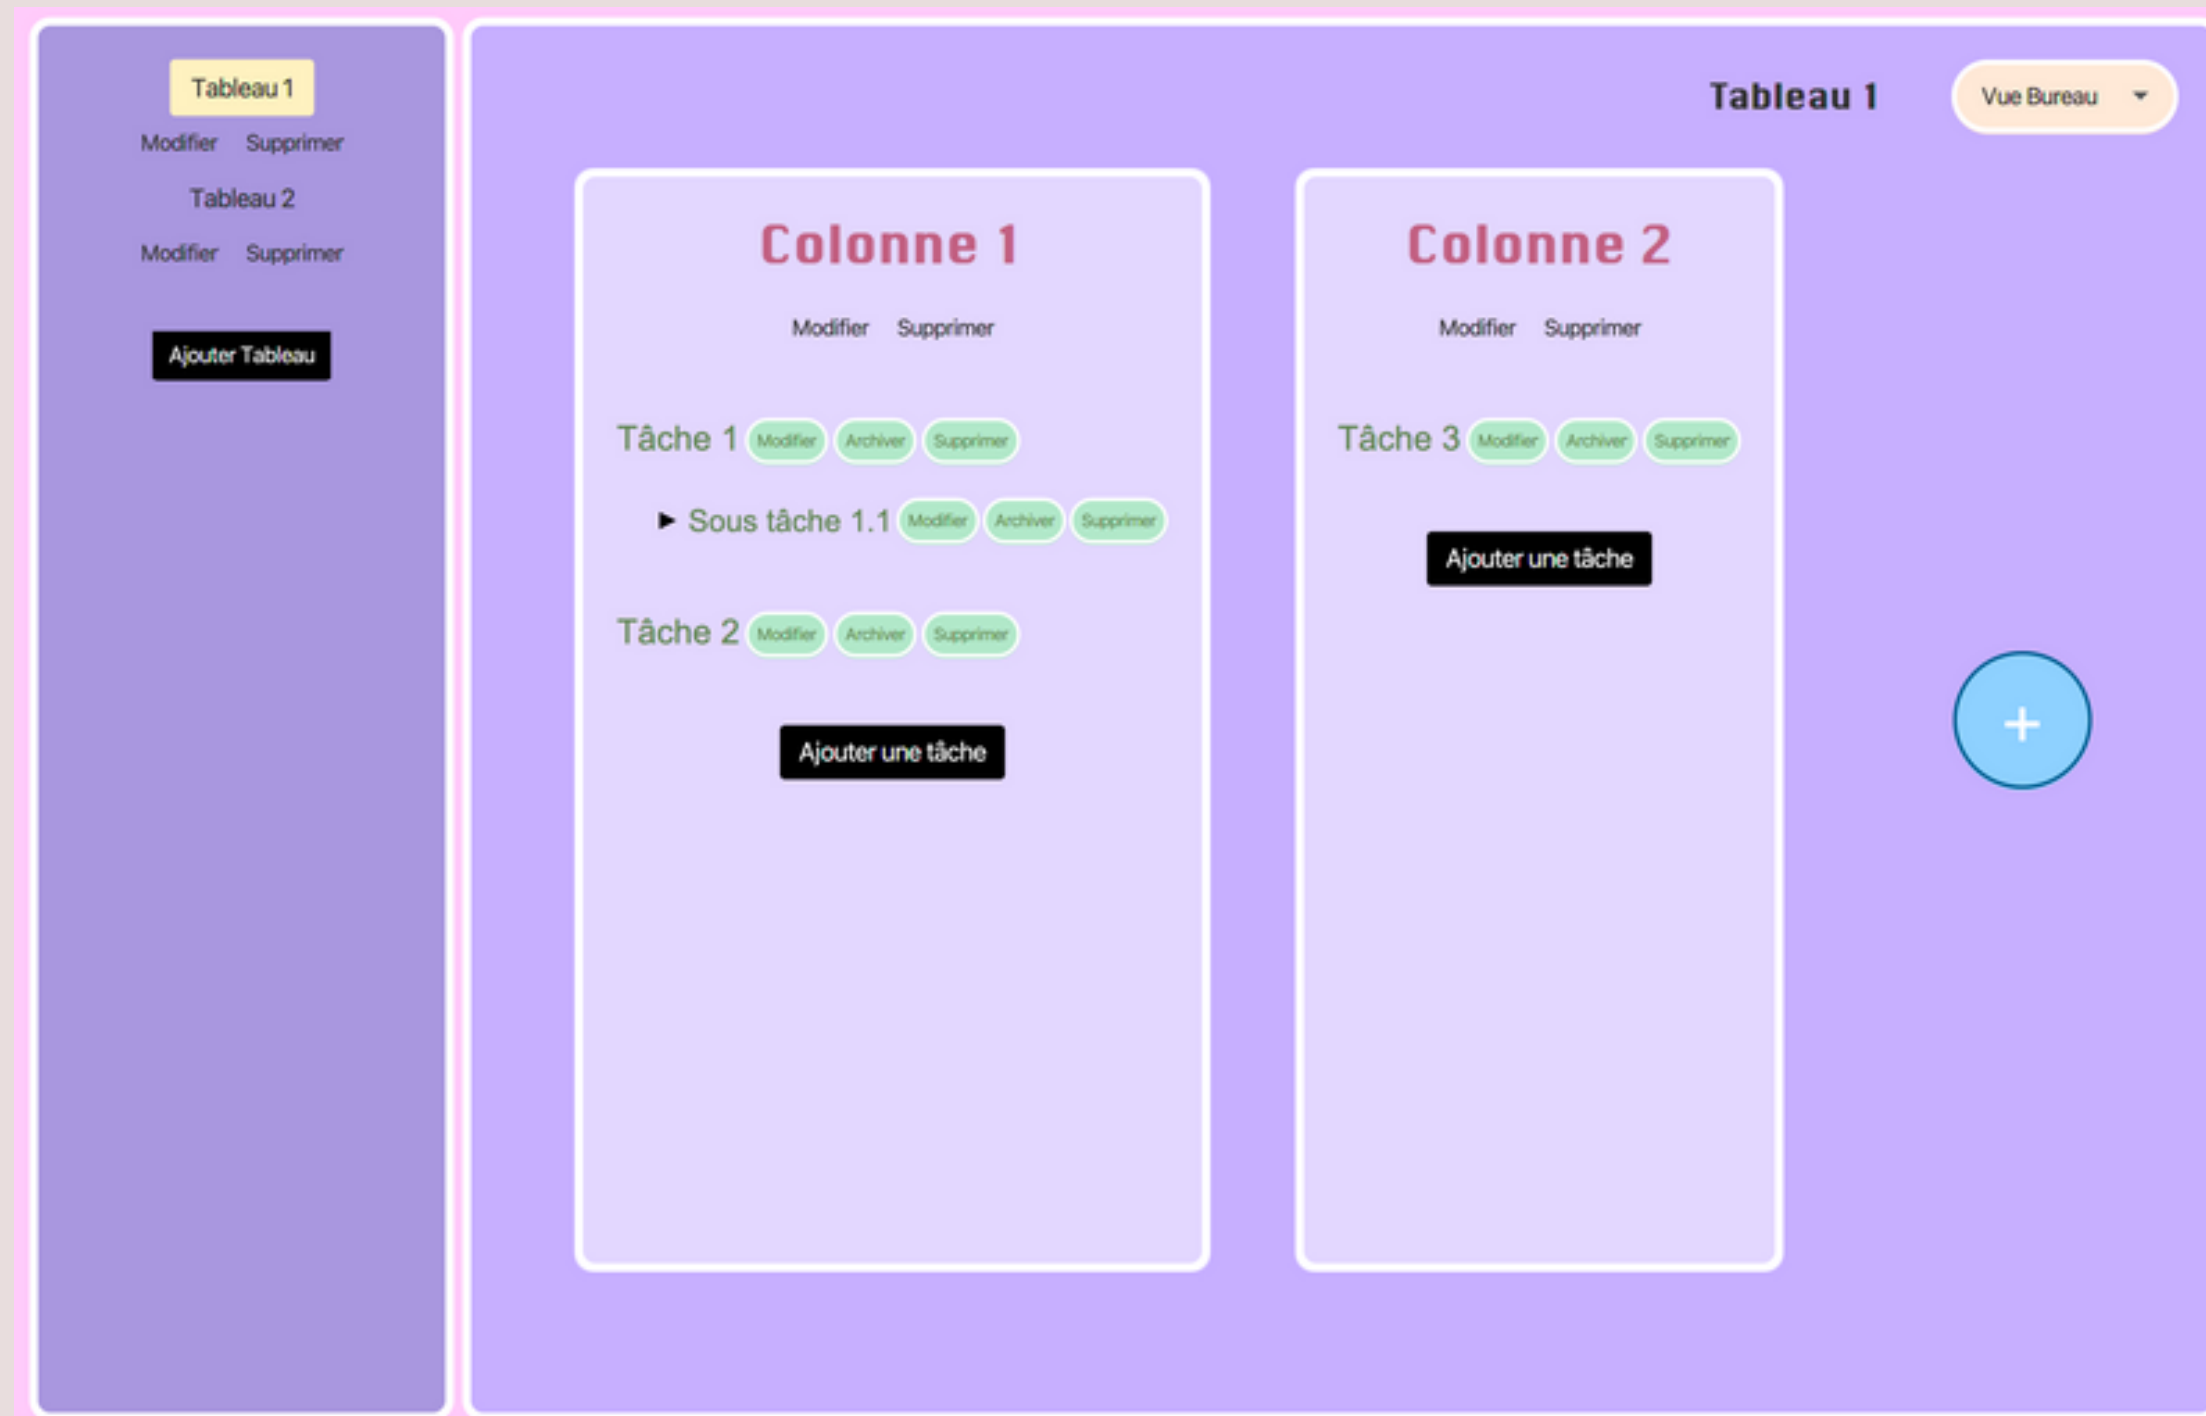 Tableau 1
Modifier Supprimer
Tableau 2
Modifier Supprimer
Ajouter Tableau
Tableau 1
Vue Bureau
Colonne 1
Modifier Supprimer
Tâche 1 Modifier Archiver Supprimer
► Sous tâche 1.1 Modifier Archiver Supprimer
Tâche 2 Modifier Archiver Supprimer
Ajouter une tâche
Colonne 2
Modifier Supprimer
Tâche 3 Modifier Archiver Supprimer
Ajouter une tâche
+